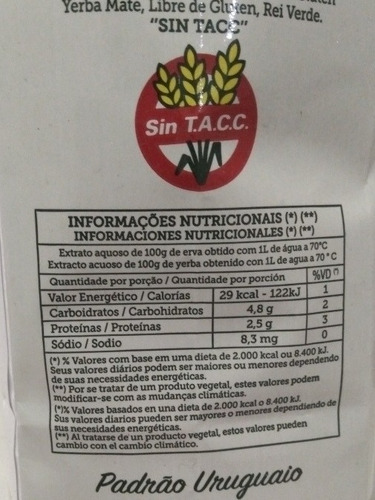 Yerba Mate, Libre de Gluten, Rei Verde.
"SIN TACC"
Sin T.A.C.C.
INFORMAÇÕES NUTRICIONAIS (*) (**)
INFORMACIONES NUTRICIONALES (*) (**)
Extrato aquoso de 100g de erva obtido com 1L de água a 70°C
Extracto acuoso de 100g de yerba obtenido con 1L de agua a 70 °C
Quantidade por porção / Quantidade por porción %VD (*)
Valor Energético / Calorías 29 kcal - 122kJ 1
Carboidratos / Carbohidratos 4,8 g 2
Proteínas / Proteínas 2,5 g 3
Sódio / Sodio 8,3 mg 0
(*) % Valores com base em uma dieta de 2.000 kcal ou 8.400 kJ.
Seus valores diários podem ser maiores ou menores dependendo
de suas necessidades energéticas.
(**) Por se tratar de um produto vegetal, estes valores podem
modificar-se com as mudanças climáticas.
(*)% Valores basados en una dieta de 2.000 kcal o 8.400 kJ.
Sus valores diarios pueden ser mayores o menores dependiendo de
sus necesidades energéticas.
(**) Al tratarse de un producto vegetal, estos valores pueden
cambio con el cambio climático.
Padrão Uruguaio